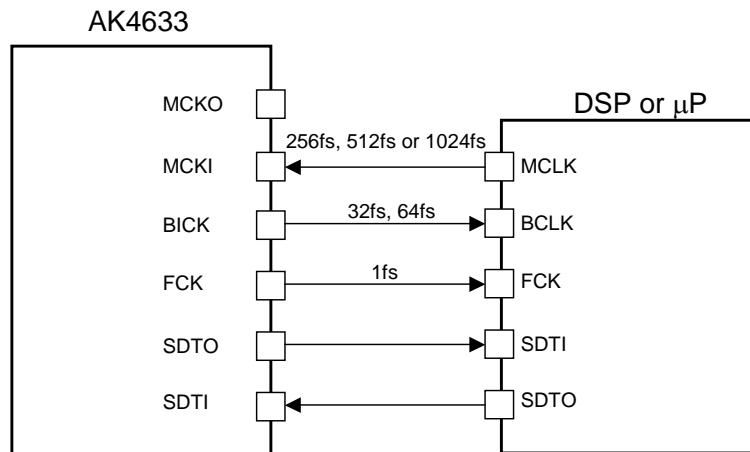 AK4633
DSP or μP
MCKO
256fs, 512fs or 1024fs
MCKI
MCLK
32fs, 64fs
BICK
BCLK
1fs
FCK
FCK
SDTO
SDTI
SDTI
SDTO